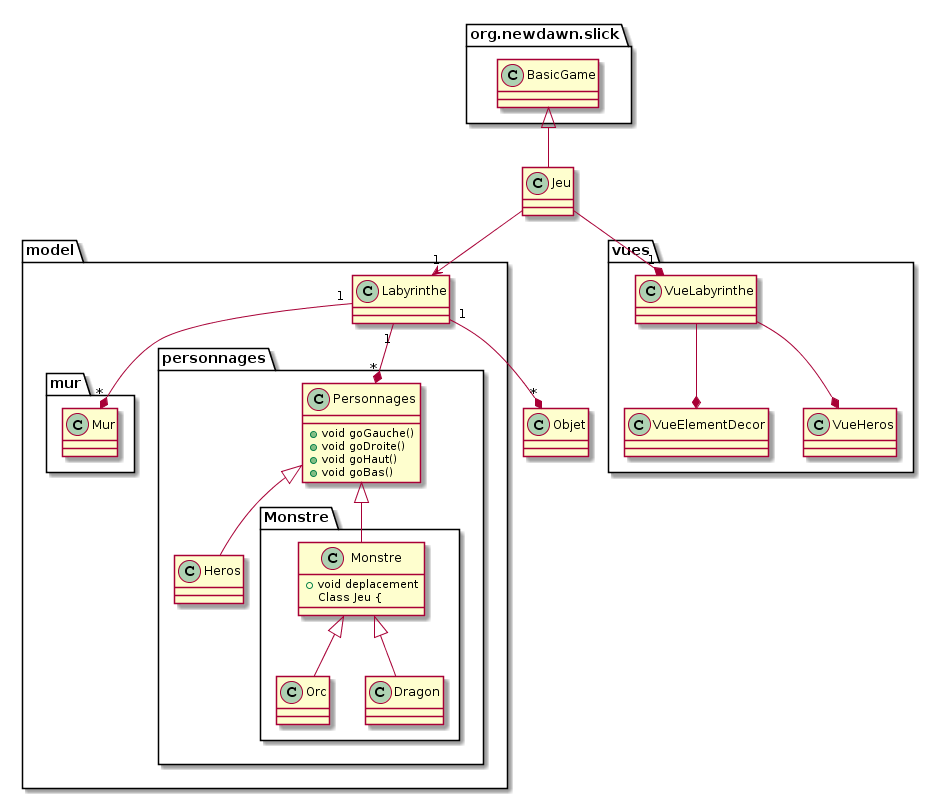 org.newdawn.slick
C BasicGame
C Jeu
model
vues
1
1
C Labyrinthe
C VueLabyrinthe
1
1
1
personnages
*
mur
*
*
C Personnages
void goGauche()
void goDroite()
void goHaut()
void goBas()
C Mur
C Objet
C VueElementDecor
C VueHeros
Monstre
C Heros
C Monstre
void deplacement
Class Jeu {
C Orc
C Dragon